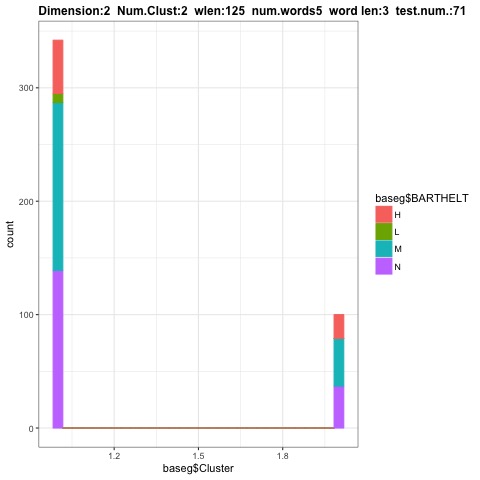 Dimension:2 Num.Clust:2 wlen:125 num.words5 word len:3 test.num.:71
300
200
100
0
count
1.2 1.5 1.8
baseg$Cluster
baseg$BARTHELT
H
L
M
N